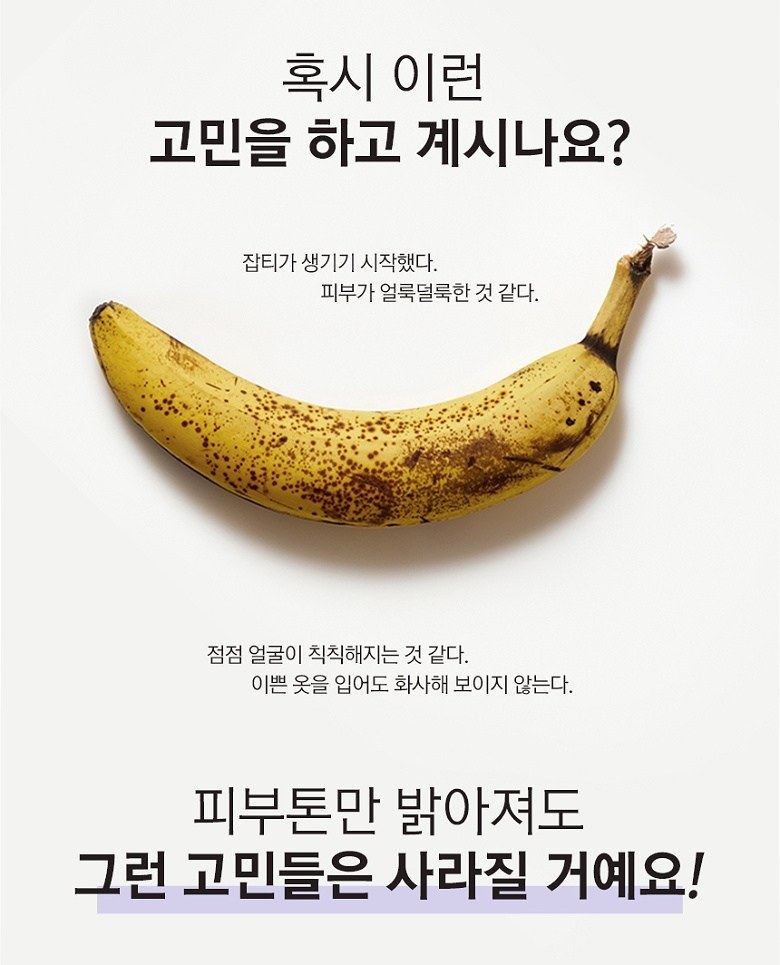 혹시 이런
고민을 하고 계시나요?
잡티가 생기기 시작했다.
피부가 얼룩덜룩한 것 같다.
점점 얼굴이 칙칙해지는 것 같다.
이쁜 옷을 입어도 화사해 보이지 않는다.
피부톤만 밝아져도
그런 고민들은 사라질 거예요!